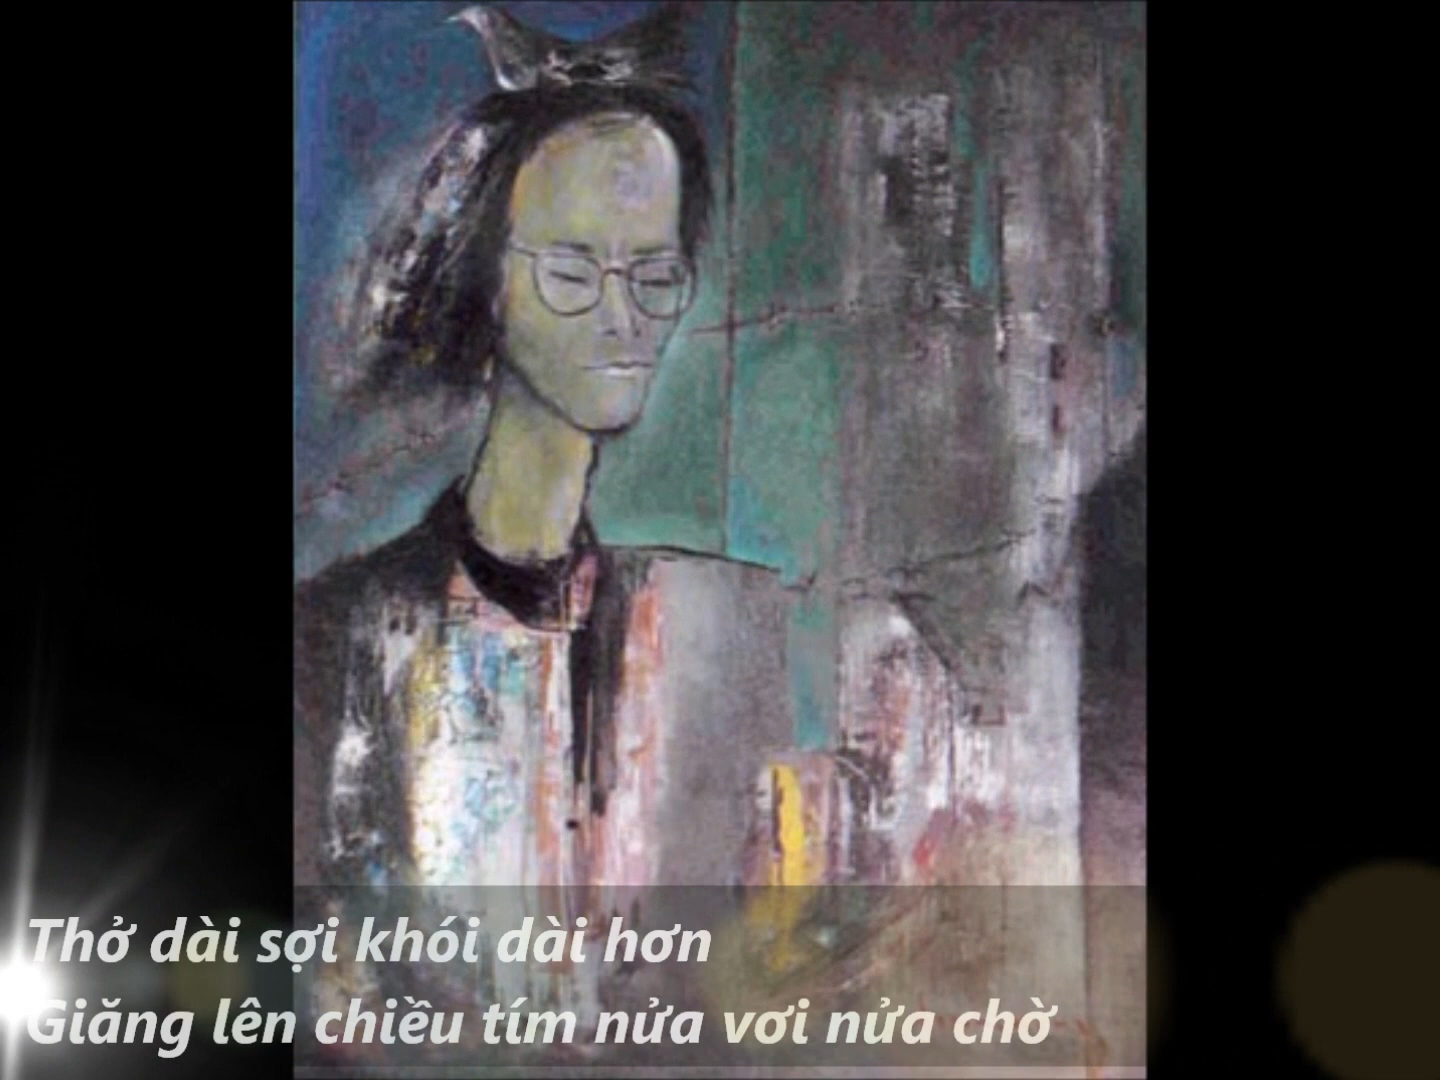 Thở dài sợi khói dài hơn
Giăng lên chiều tím nửa vơi nửa chờ